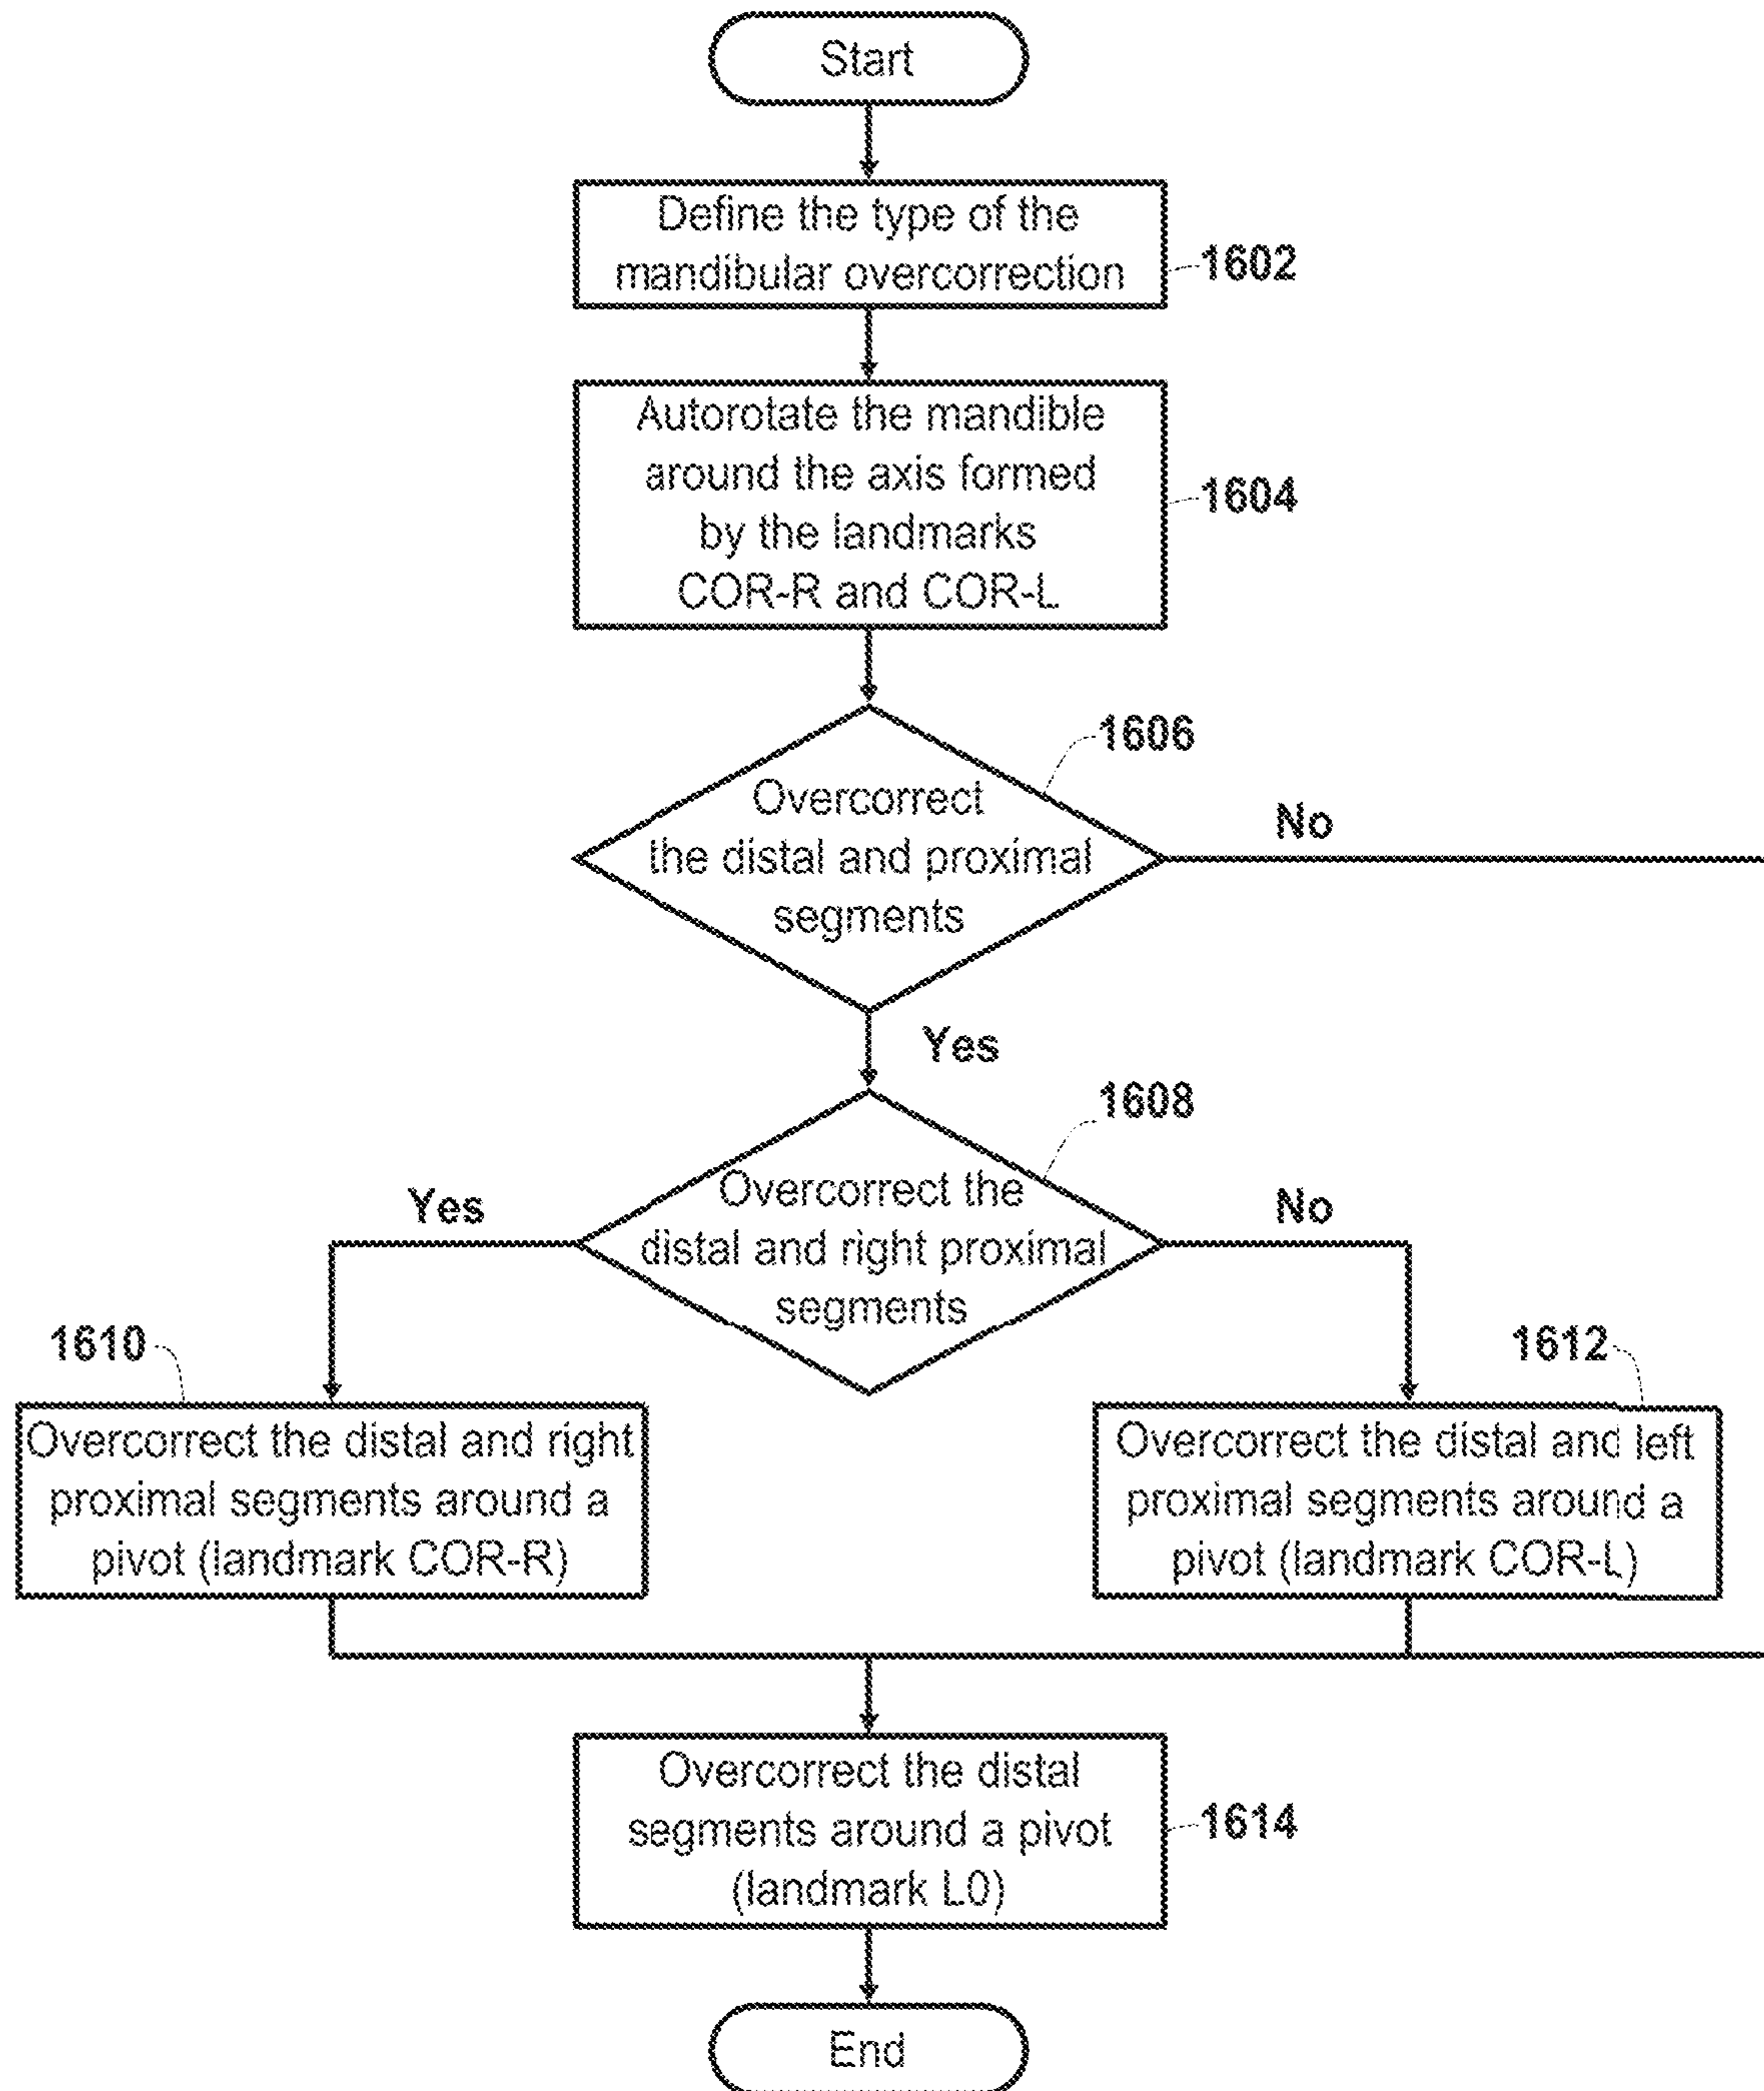 Start
Define the type of the
mandibular overcorrection
1602
Autorotate the mandible
around the axis formed
by the landmarks
COR-R and COR-L
1604
1606
Overcorrect
the distal and proximal
segments
No
Yes
1608
Overcorrect the
distal and right proximal
segments
Yes
No
1610
Overcorrect the distal and right
proximal segments around a
pivot (landmark COR-R)
1612
Overcorrect the distal and left
proximal segments around a
pivot (landmark COR-L)
Overcorrect the distal
segments around a pivot
(landmark L0)
1614
End